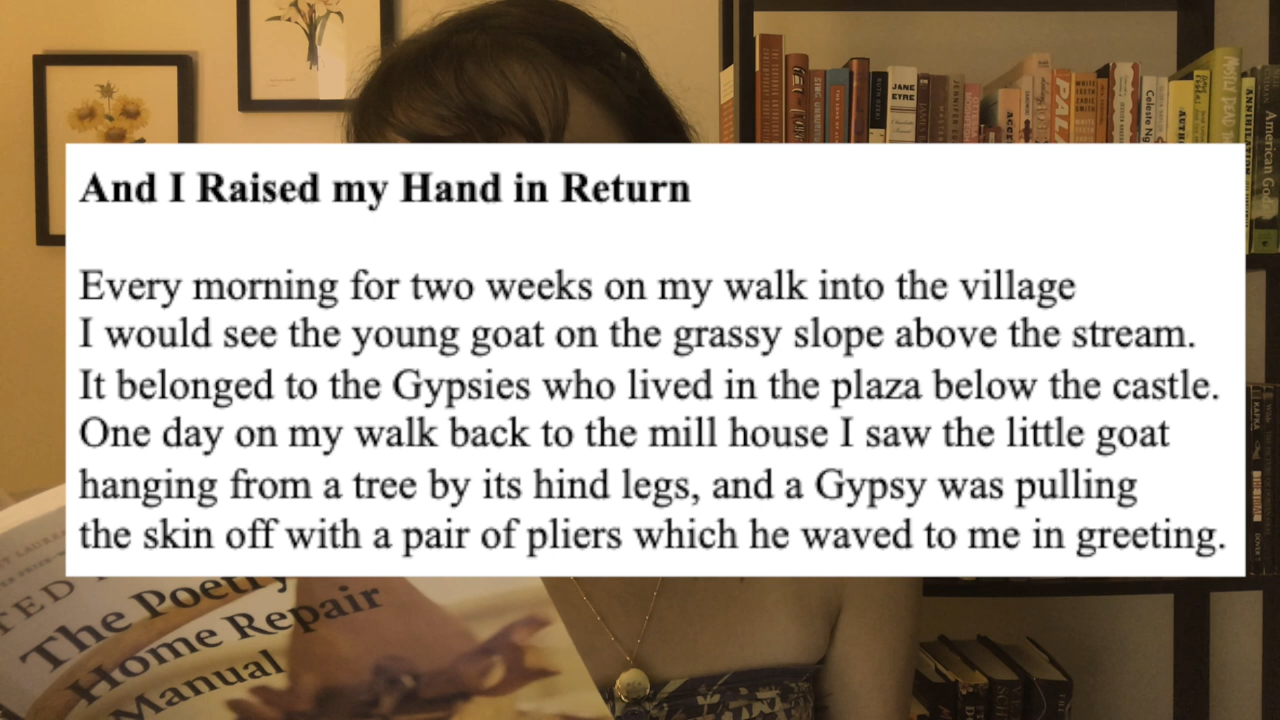 And I Raised my Hand in Return
Every morning for two weeks on my walk into the village
I would see the young goat on the grassy slope above the stream.
It belonged to the Gypsies who lived in the plaza below the castle.
One day on my walk back to the mill house I saw the little goat
hanging from a tree by its hind legs, and a Gypsy was pulling
the skin off with a pair of pliers which he waved to me in greeting.
JANE
EYRE
Celeste Ng
American Gods
ANNIHILATION
KAFKA
TED
The Poetry
Home Repair
Manual